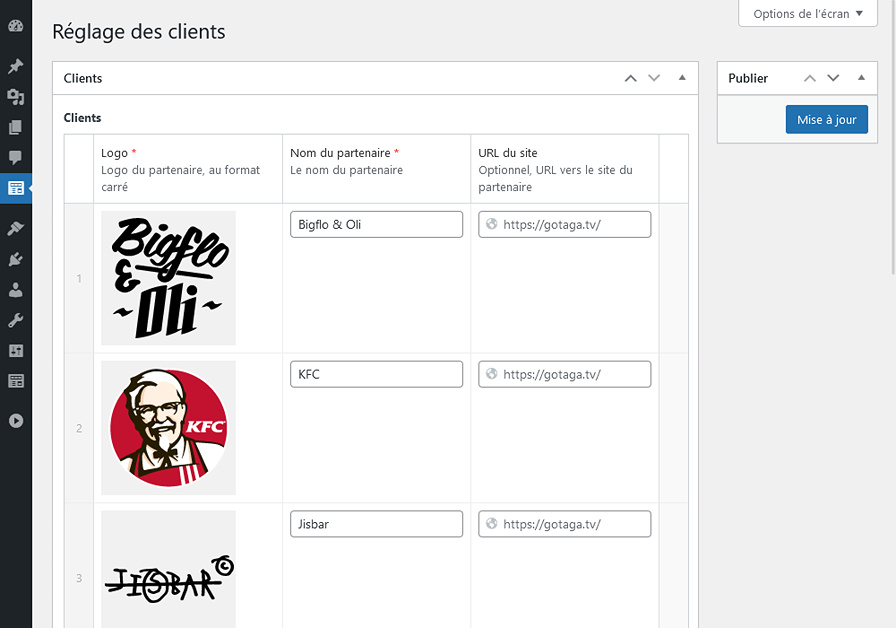 Options de l'écran
Réglage des clients
Clients
Publier
Mise à jour
Clients
Logo *
Logo du partenaire, au format
carré
Nom du partenaire *
Le nom du partenaire
URL du site
Optionnel, URL vers le site du
partenaire
1
Bigflo
&
~Oli~
Bigflo & Oli
https://gotaga.tv/
2
KFC
KFC
https://gotaga.tv/
3
JISBAR
Jisbar
https://gotaga.tv/